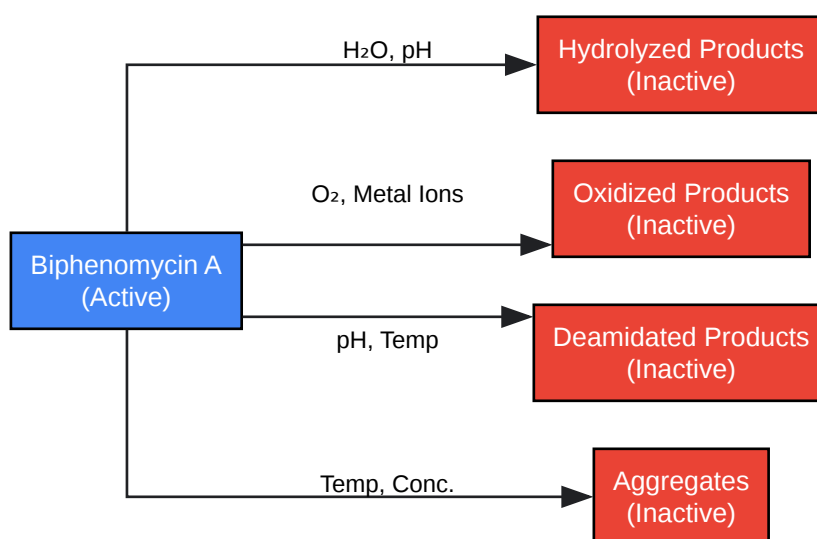 H₂O, pH
Hydrolyzed Products
(Inactive)
O₂, Metal Ions
Oxidized Products
(Inactive)
Biphenomycin A
(Active)
pH, Temp
Deamidated Products
(Inactive)
Temp, Conc.
Aggregates
(Inactive)